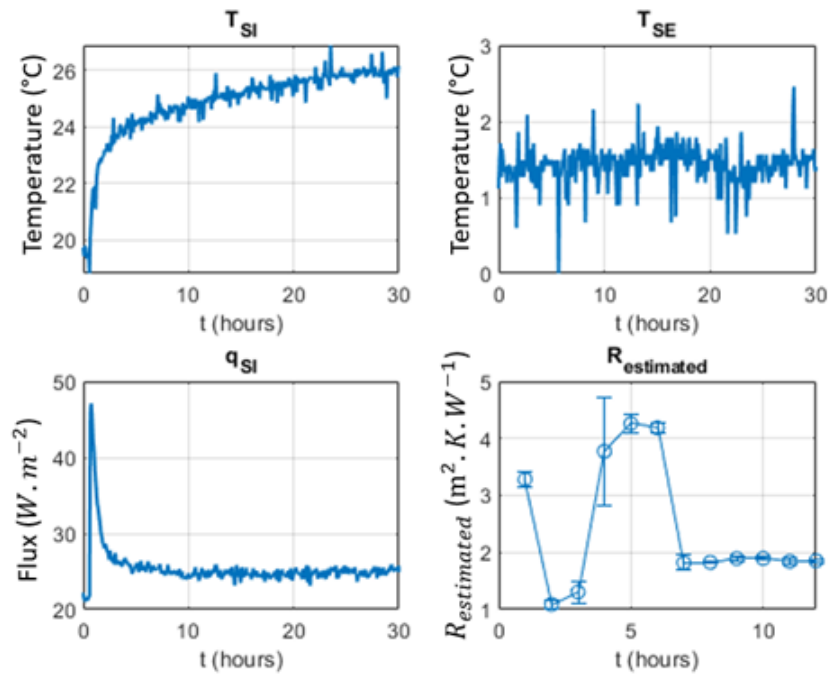 T_SI
Temperature (°C)
26
24
22
20
0 10 20 30
t (hours)
T_SE
Temperature (°C)
3
2
1
0
0 10 20 30
t (hours)
q_SI
Flux (W.m⁻²)
50
40
30
20
0 10 20 30
t (hours)
R_estimated
R_estimated (m².K.W⁻¹)
5
4
3
2
1
0 5 10
t (hours)